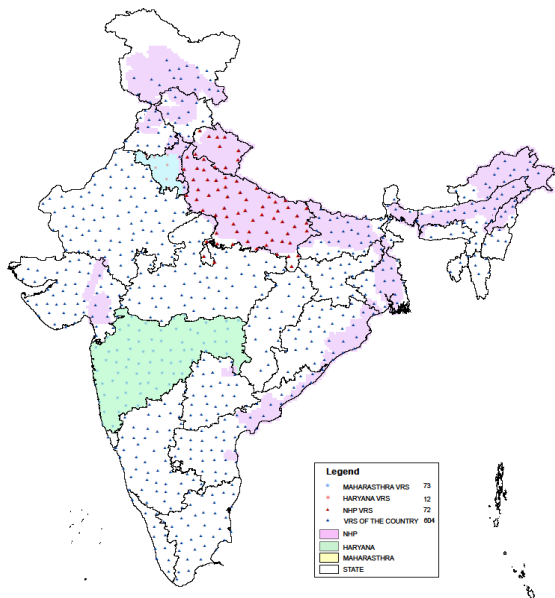 Legend
MAHARASTHRA VRS 73
HARYANA VRS 12
NHP VRS 72
VRS OF THE COUNTRY 604
NHP
HARYANA
MAHARASTHRA
STATE